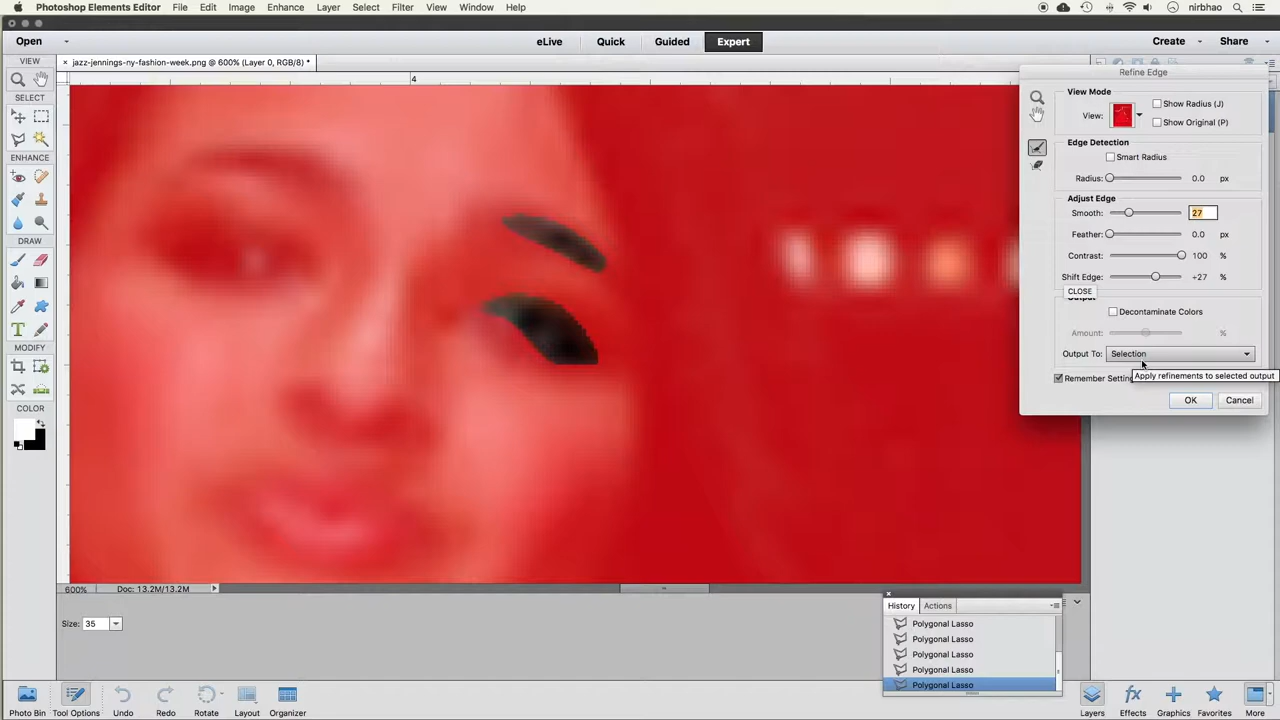 Photoshop Elements Editor File Edit Image Enhance Layer Select Filter View Window Help nirbhao
Open eLive Quick Guided Expert Create Share
VIEW
× jazz-jennings-ny-fashion-week.png @ 600% (Layer 0, RGB/8) *
4
SELECT
ENHANCE
DRAW
T
MODIFY
COLOR
Refine Edge
View Mode
View:
Show Radius (J)
Show Original (P)
Edge Detection
Smart Radius
Radius: 0.0 px
Adjust Edge
Smooth: 27
Feather: 0.0 px
Contrast: 100 %
Shift Edge: +27 %
CLOSE
Output
Decontaminate Colors
Amount: %
Output To: Selection
Apply refinements to selected output
Remember Setting
OK Cancel
600% Doc: 13.2M/13.2M
Size: 35
History Actions
Polygonal Lasso
Polygonal Lasso
Polygonal Lasso
Polygonal Lasso
Polygonal Lasso
Photo Bin Tool Options Undo Redo Rotate Layout Organizer Layers Effects Graphics Favorites More